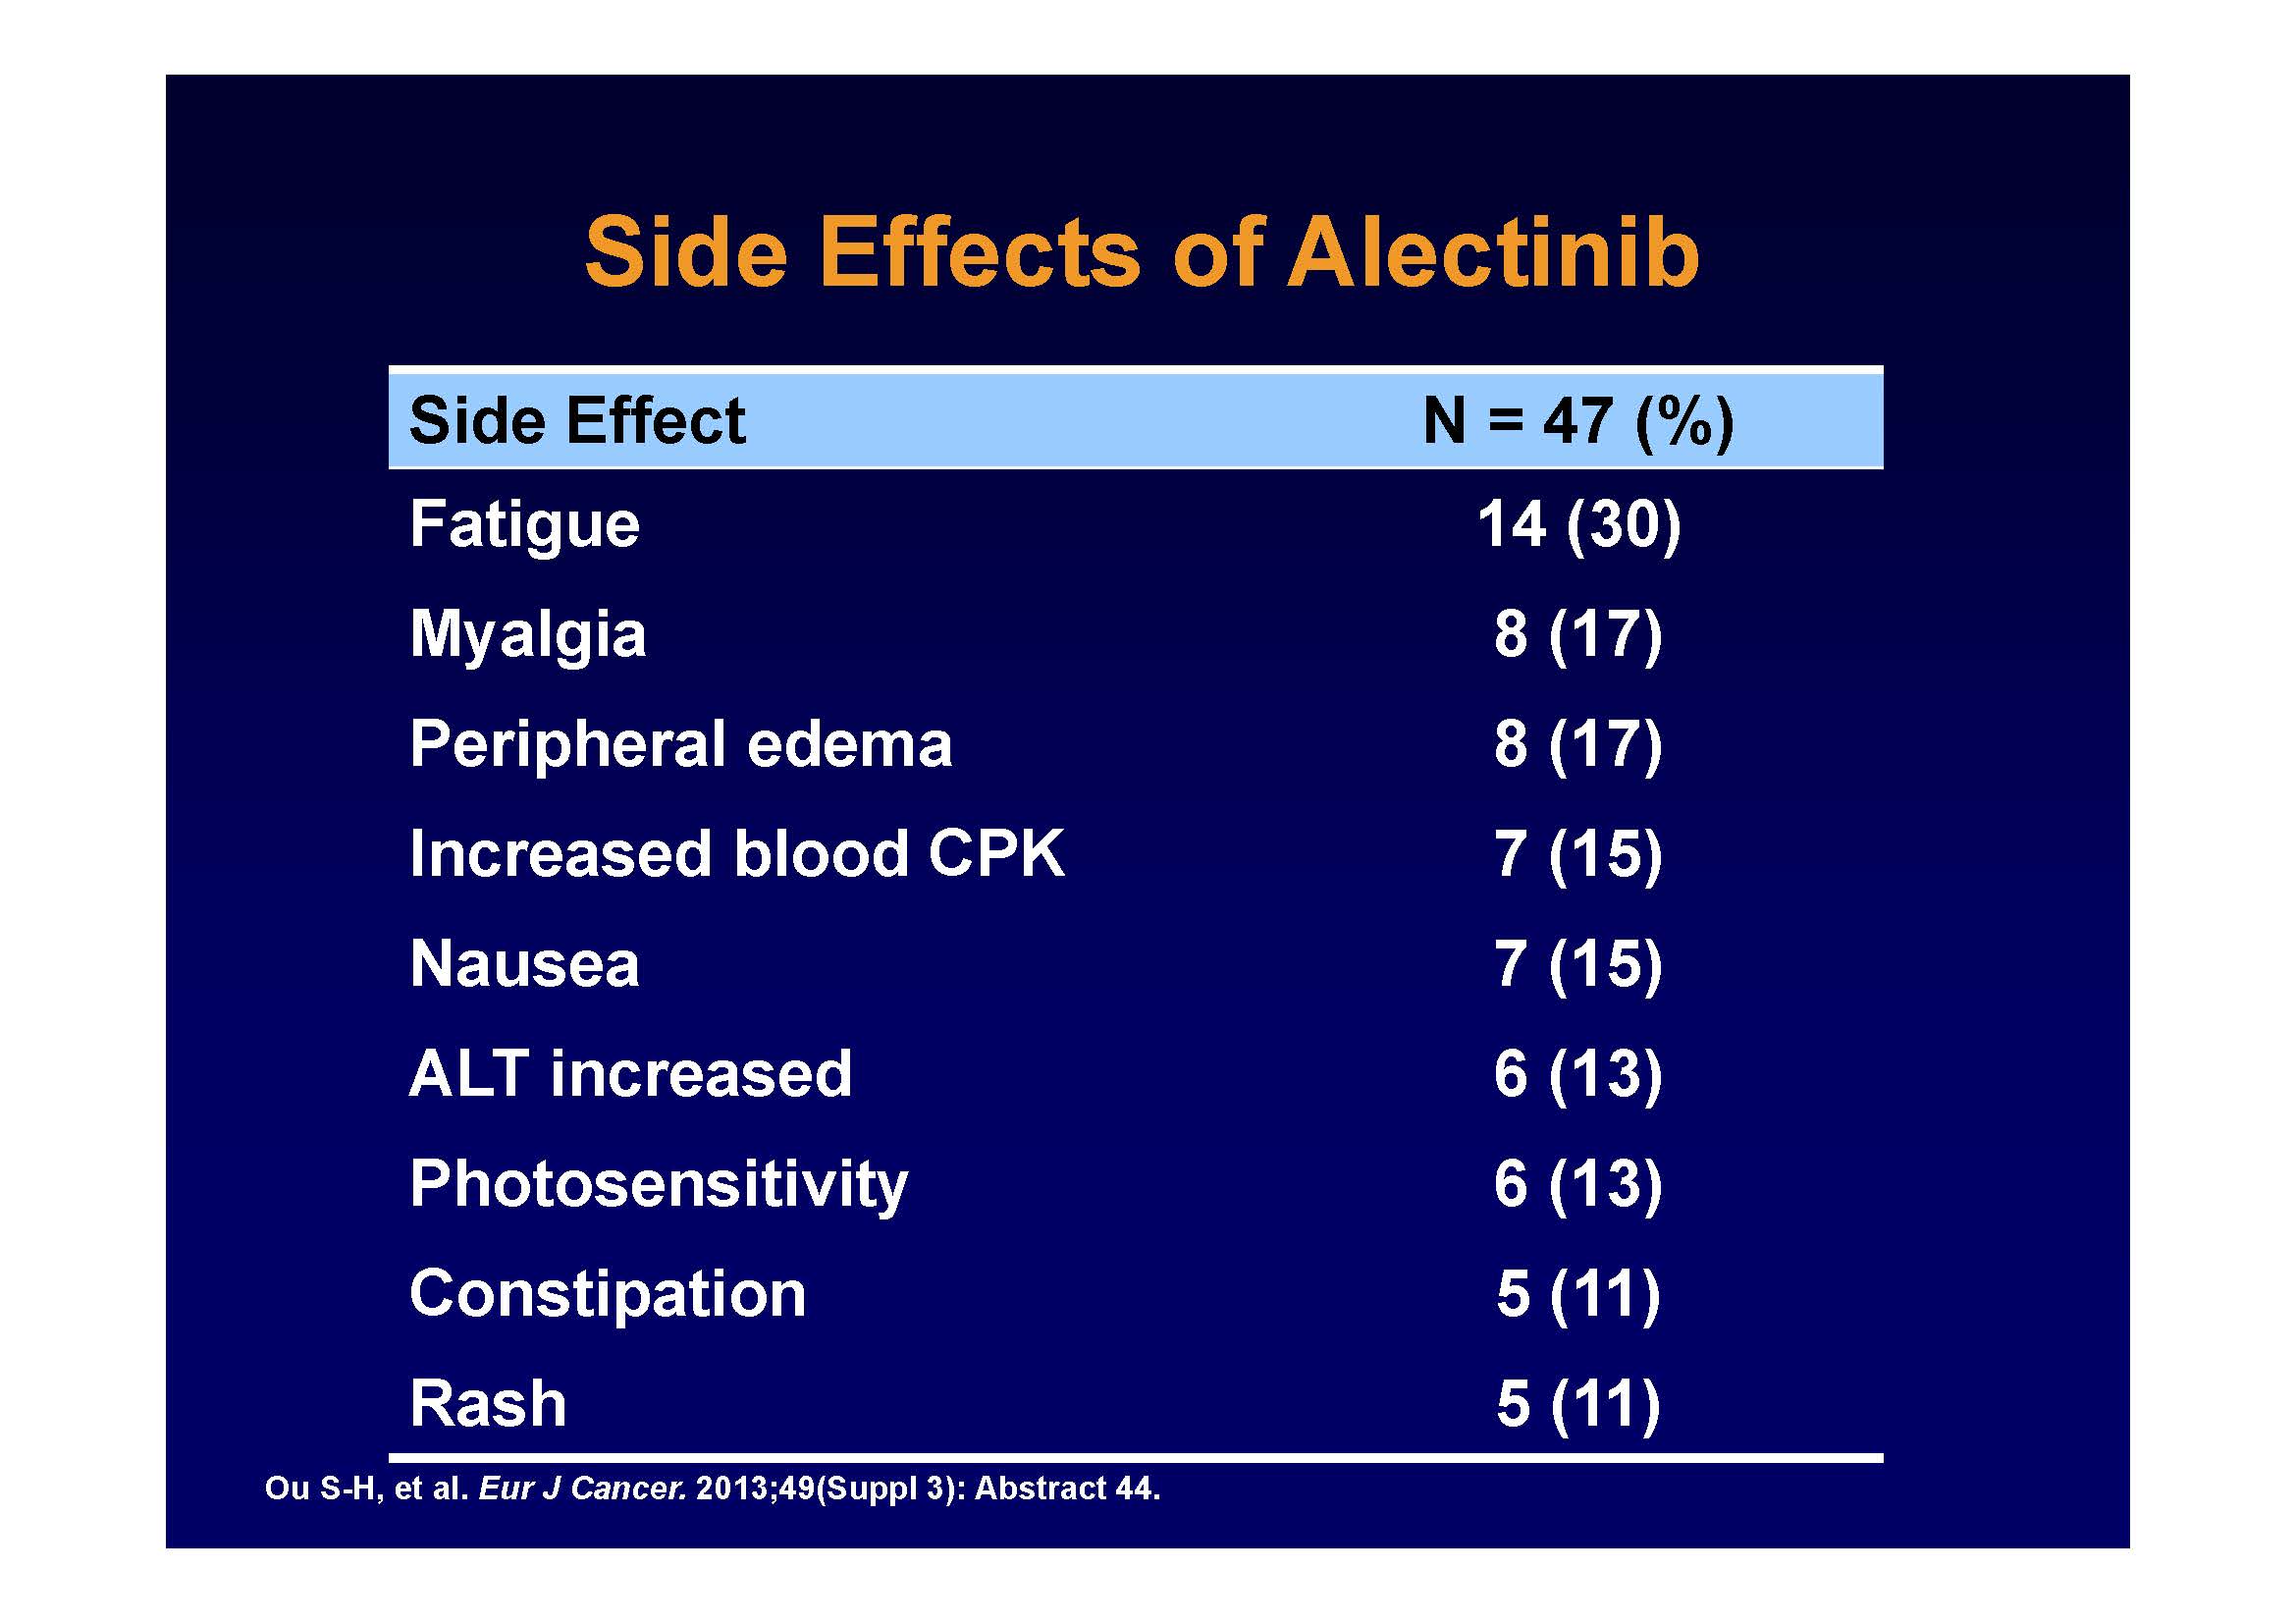 Side Effects of Alectinib
Side Effect N = 47 (%)
Fatigue 14 (30)
Myalgia 8 (17)
Peripheral edema 8 (17)
Increased blood CPK 7 (15)
Nausea 7 (15)
ALT increased 6 (13)
Photosensitivity 6 (13)
Constipation 5 (11)
Rash 5 (11)
Ou S-H, et al. Eur J Cancer. 2013;49(Suppl 3): Abstract 44.